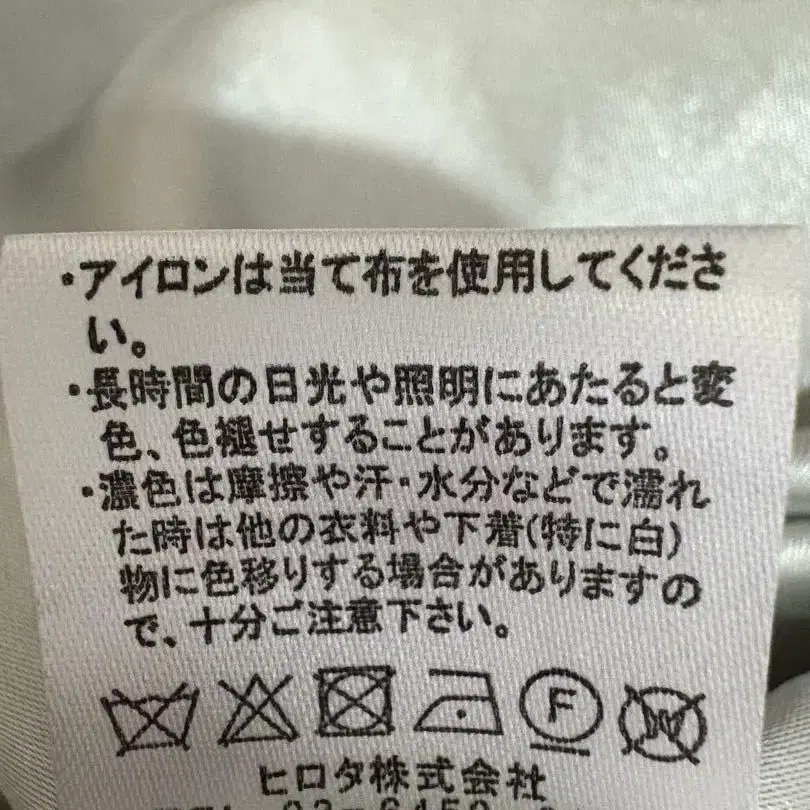 ・アイロンは当て布を使用してくださ
い。
・長時間の日光や照明にあたると変
色、色褪せすることがあります。
・濃色は摩擦や汗・水分などで濡れ
た時は他の衣料や下着(特に白)
物に色移りする場合がありますの
で、十分ご注意下さい。
F W
ヒロタ株式会社